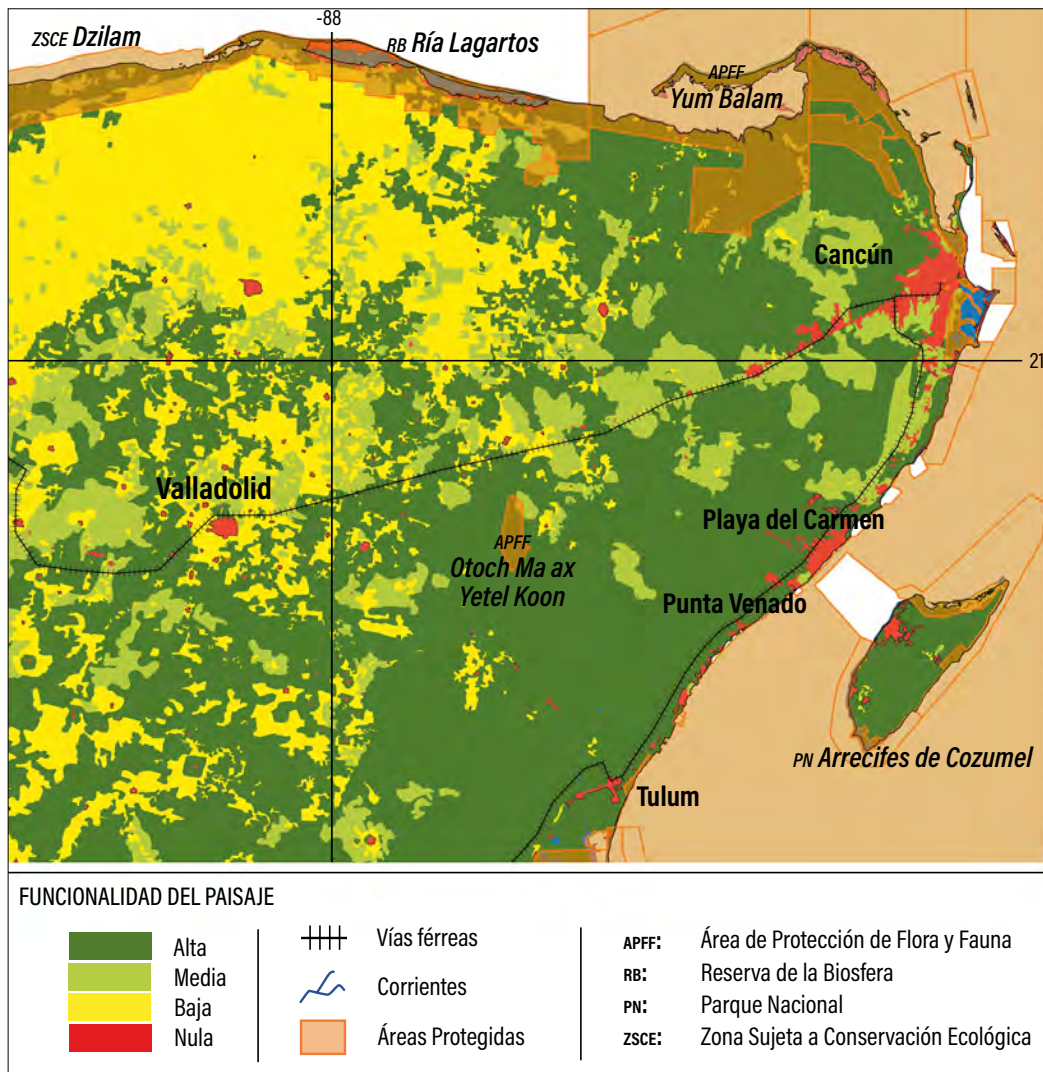 -88
ZSCE Dzilam
RB Ría Lagartos
APFF
Yum Balam
Cancún
21
Valladolid
Playa del Carmen
APFF
Otoch Ma ax
Yetel Koon
Punta Venado
PN Arrecifes de Cozumel
Tulum
FUNCIONALIDAD DEL PAISAJE
Alta
Media
Baja
Nula
Vías férreas
Corrientes
Áreas Protegidas
APFF: Área de Protección de Flora y Fauna
RB: Reserva de la Biosfera
PN: Parque Nacional
ZSCE: Zona Sujeta a Conservación Ecológica